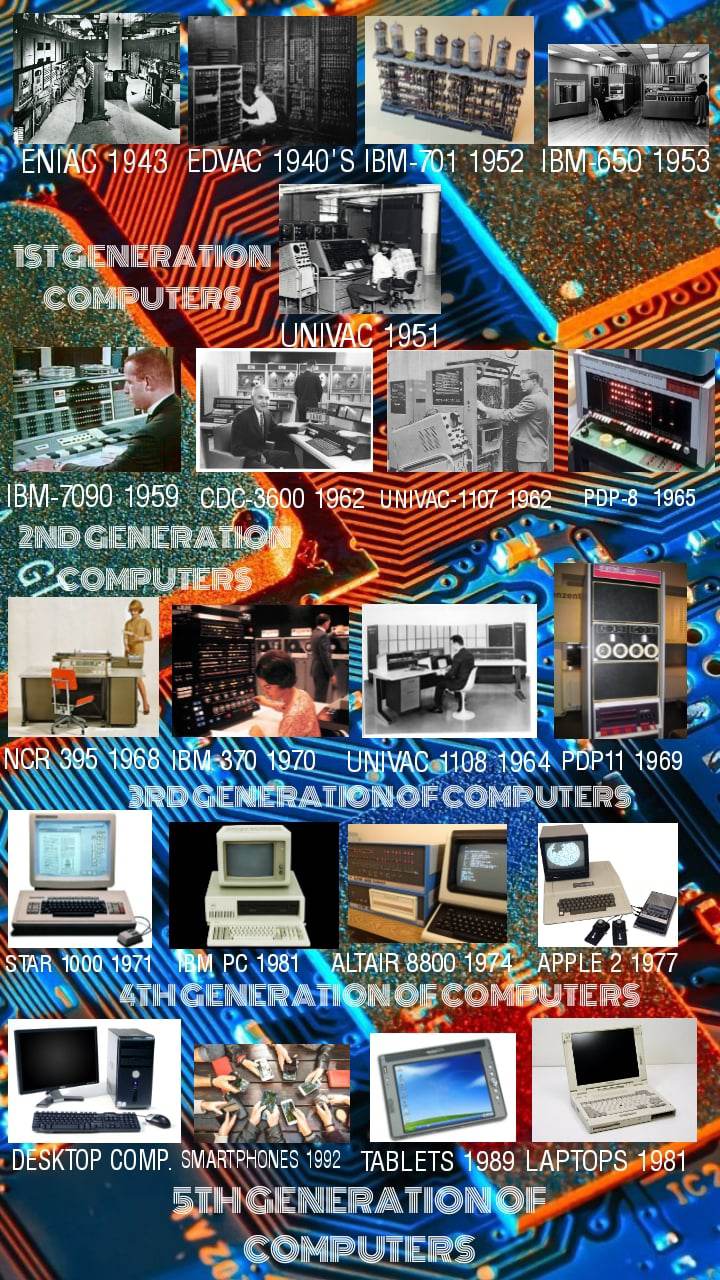 ENIAC 1943
EDVAC 1940'S
IBM-701 1952
IBM-650 1953
1ST GENERATION
COMPUTERS
UNIVAC 1951
IBM-7090 1959
CDC-3600 1962
UNIVAC-1107 1962
PDP-8 1965
2ND GENERATION
COMPUTERS
NCR 395 1968
IBM-370 1970
UNIVAC 1108 1964
PDP11 1969
3RD GENERATION OF COMPUTERS
STAR 1000 1971
IBM PC 1981
ALTAIR 8800 1974
APPLE 2 1977
4TH GENERATION OF COMPUTERS
DESKTOP COMP.
SMARTPHONES 1992
TABLETS 1989
LAPTOPS 1981
5TH GENERATION OF
COMPUTERS